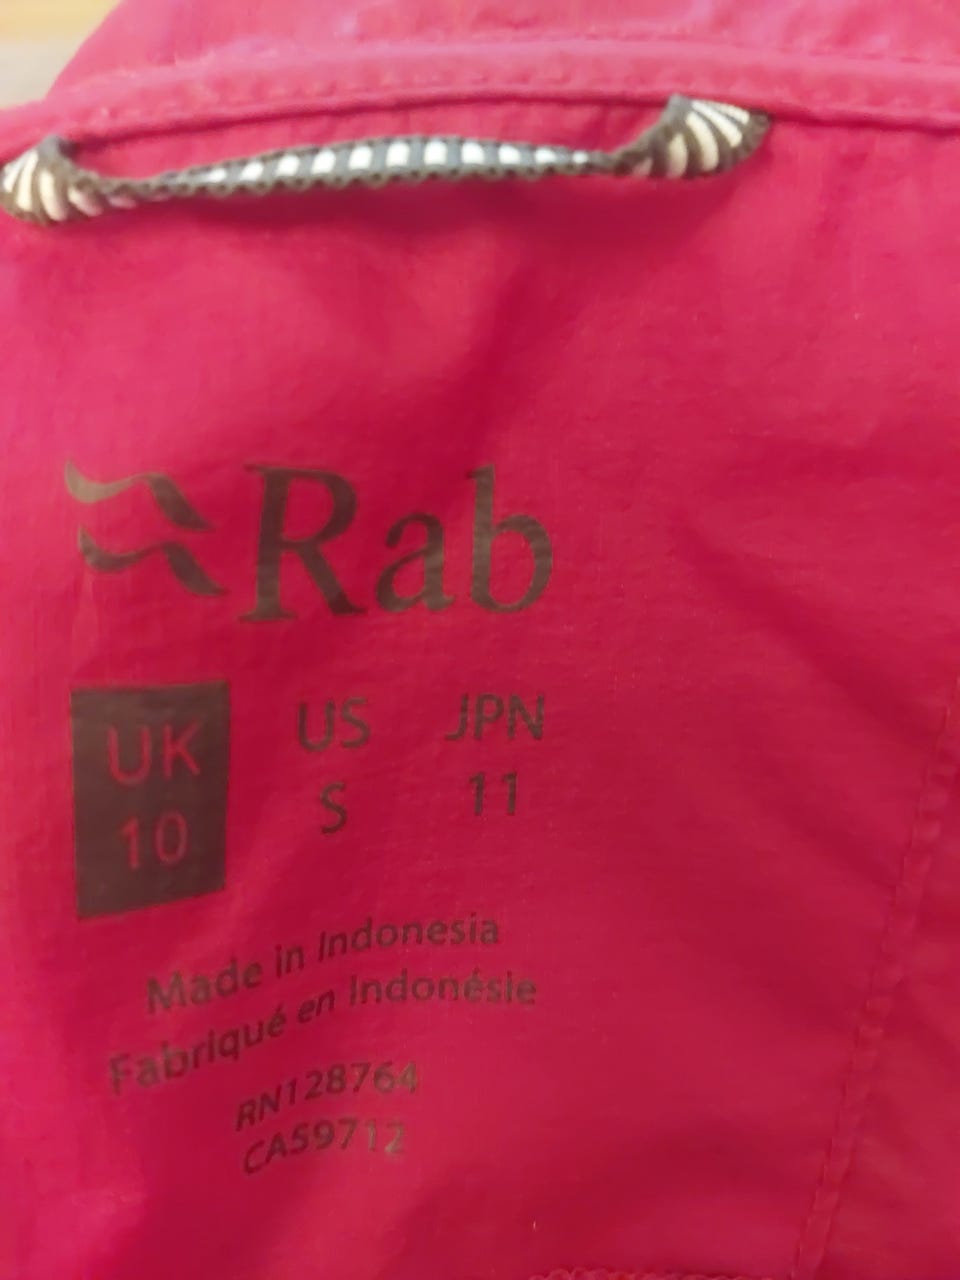 Rab
UK US JPN
10 S 11
Made in Indonesia
Fabriqué en Indonésie
RN128764
CA59712